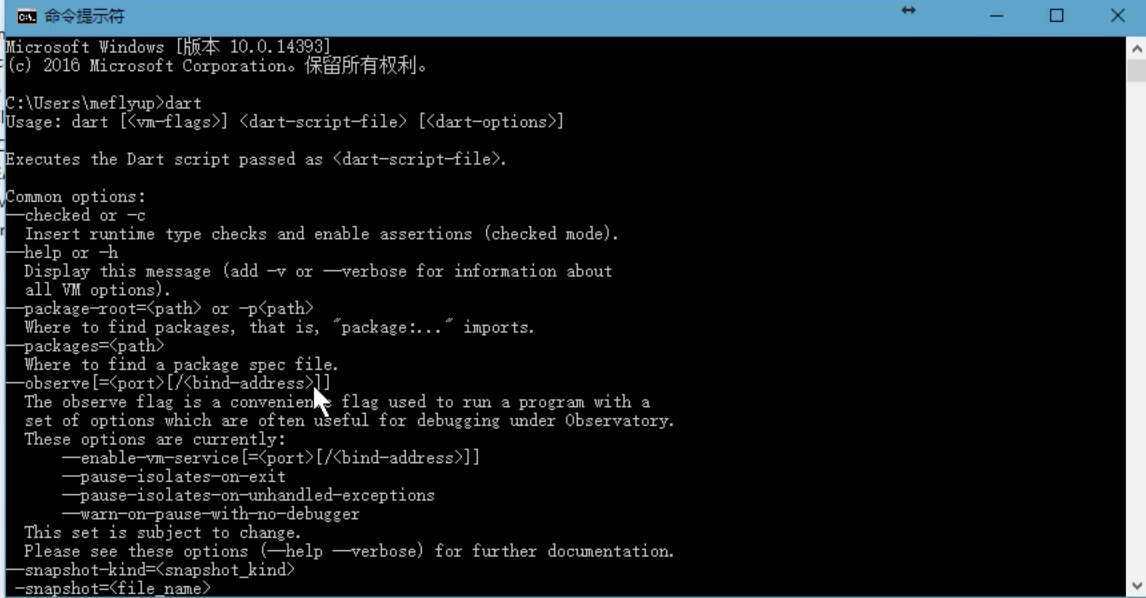 命令提示符
Microsoft Windows [版本 10.0.14393]
(c) 2016 Microsoft Corporation。保留所有权利。
C:\Users\meflyup>dart
Usage: dart [<vm-flags>] <dart-script-file> [<dart-options>]
Executes the Dart script passed as <dart-script-file>.
Common options:
--checked or -c
Insert runtime type checks and enable assertions (checked mode).
--help or -h
Display this message (add -v or --verbose for information about
all VM options).
--package-root=<path> or -p<path>
Where to find packages, that is, "package:..." imports.
--packages=<path>
Where to find a package spec file.
--observe[=<port>[/<bind-address>]]
The observe flag is a convenience flag used to run a program with a
set of options which are often useful for debugging under Observatory.
These options are currently:
--enable-vm-service[=<port>[/<bind-address>]]
--pause-isolates-on-exit
--pause-isolates-on-unhandled-exceptions
--warn-on-pause-with-no-debugger
This set is subject to change.
Please see these options (--help --verbose) for further documentation.
--snapshot-kind=<snapshot_kind>
-snapshot=<file_name>